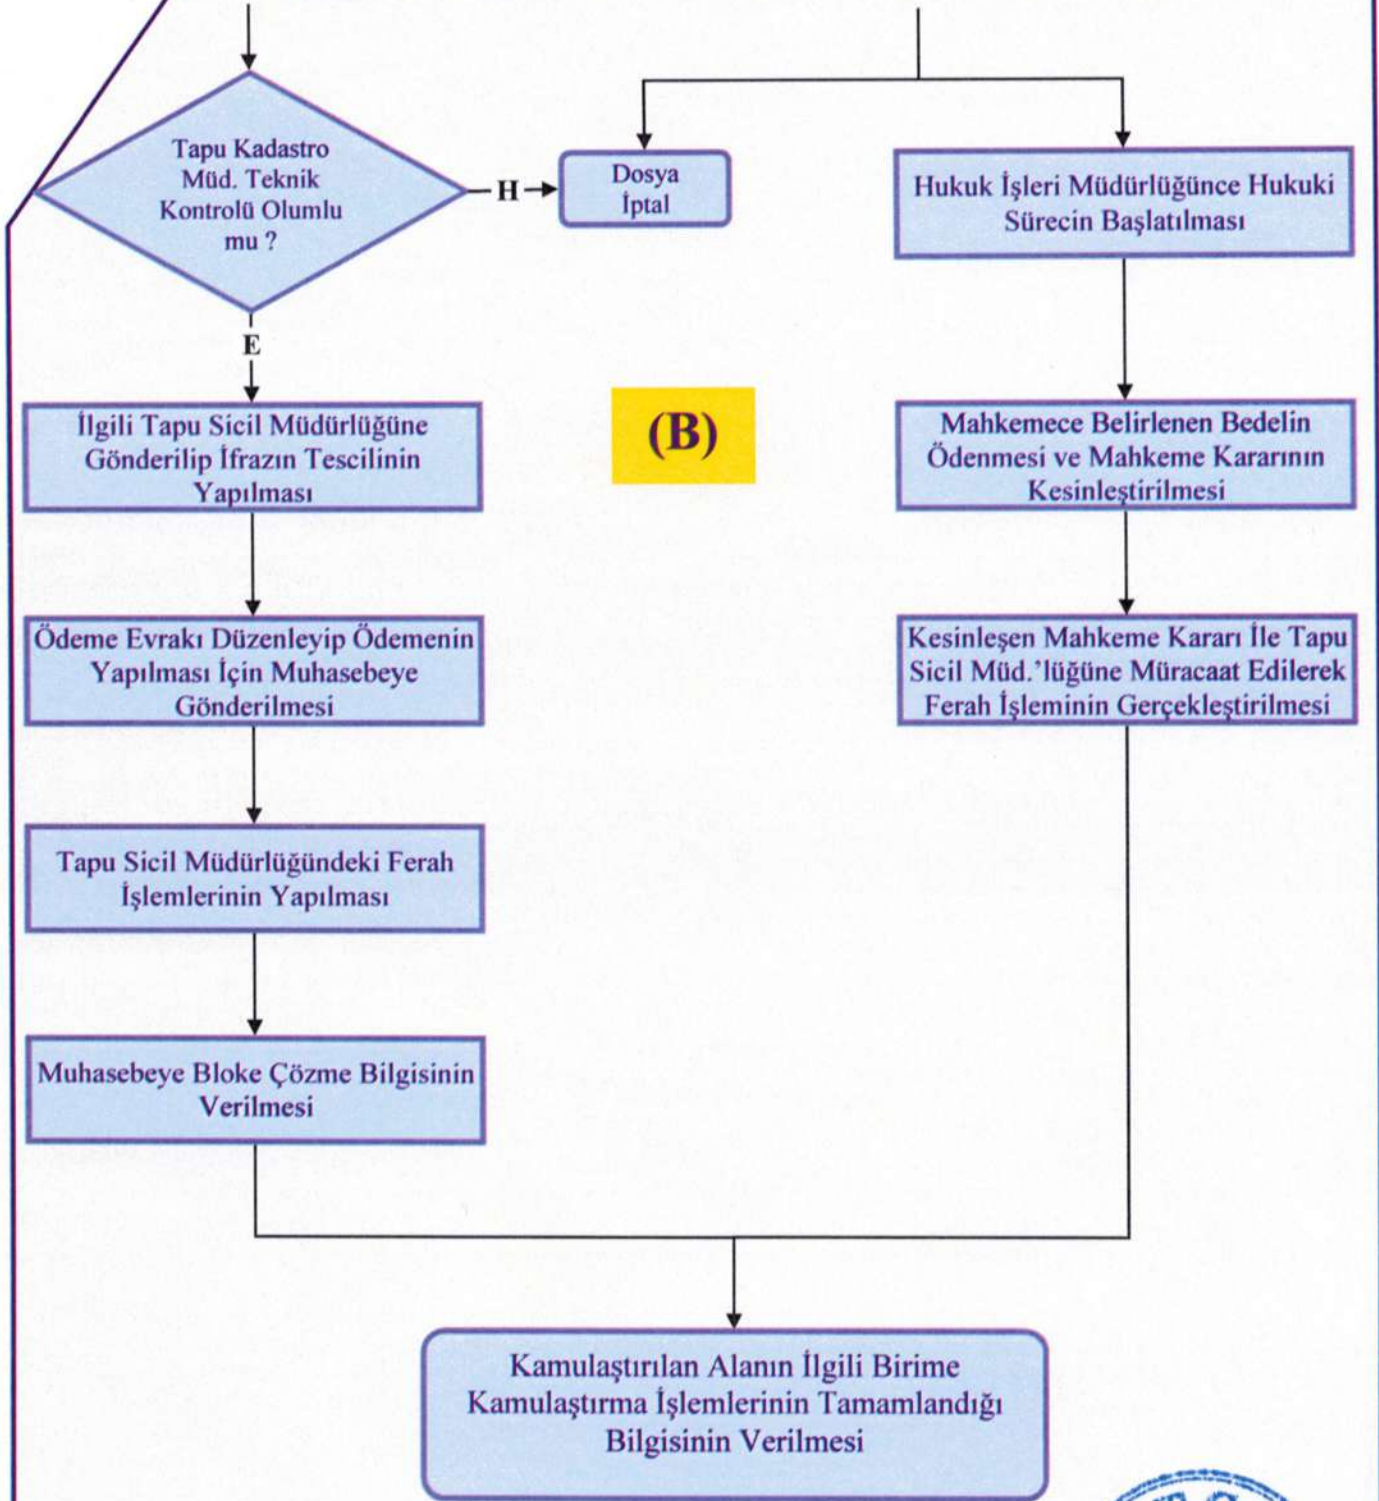 Tapu Kadastro
Müd. Teknik
Kontrolü Olumlu
mu ?
H
Dosya
İptal
Hukuk İşleri Müdürlüğünce Hukuki
Sürecin Başlatılması
E
İlgili Tapu Sicil Müdürlüğüne
Gönderilip İfrazın Tescilinin
Yapılması
(B)
Mahkemece Belirlenen Bedelin
Ödenmesi ve Mahkeme Kararının
Kesinleştirilmesi
Ödeme Evrakı Düzenleyip Ödemenin
Yapılması İçin Muhasebeye
Gönderilmesi
Kesinleşen Mahkeme Kararı İle Tapu
Sicil Müd.'lüğüne Müracaat Edilerek
Ferah İşleminin Gerçekleştirilmesi
Tapu Sicil Müdürlüğündeki Ferah
İşlemlerinin Yapılması
Muhasebeye Bloke Çözme Bilgisinin
Verilmesi
Kamulaştırılan Alanın İlgili Birime
Kamulaştırma İşlemlerinin Tamamlandığı
Bilgisinin Verilmesi